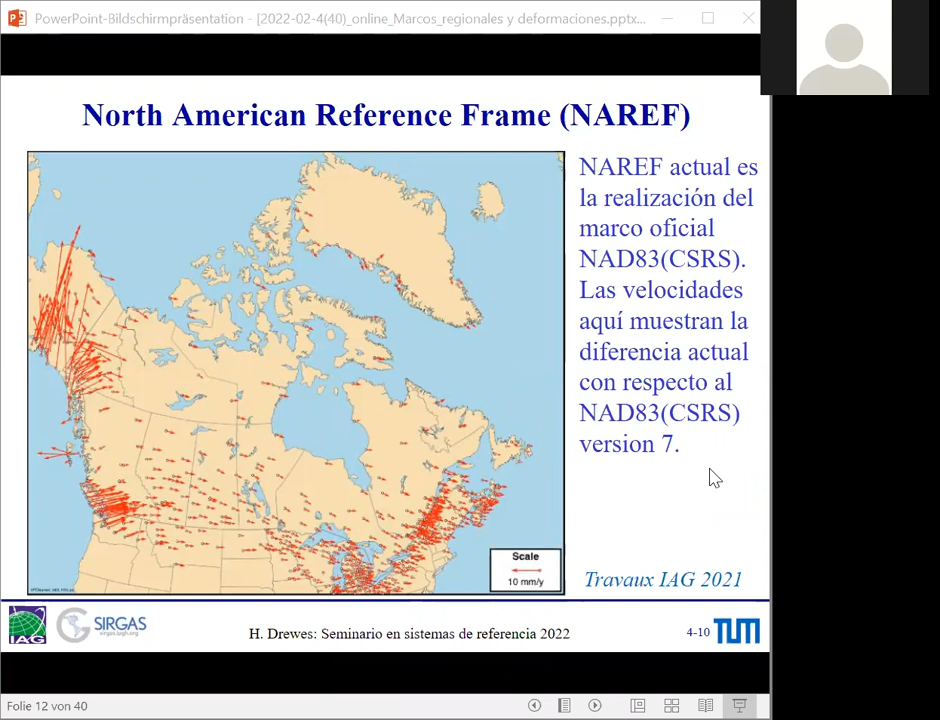 PowerPoint-Bildschirmpräsentation - [2022-02-4(40)_online_Marcos_regionales y deformaciones.pptx...
North American Reference Frame (NAREF)
NAREF actual es
la realización del
marco oficial
NAD83(CSRS).
Las velocidades
aquí muestran la
diferencia actual
con respecto al
NAD83(CSRS)
version 7.
Scale
10 mm/y
Travaux IAG 2021
IAG
SIRGAS
sirgas.ipgh.org
H. Drewes: Seminario en sistemas de referencia 2022
4-10
TUM
Folie 12 von 40